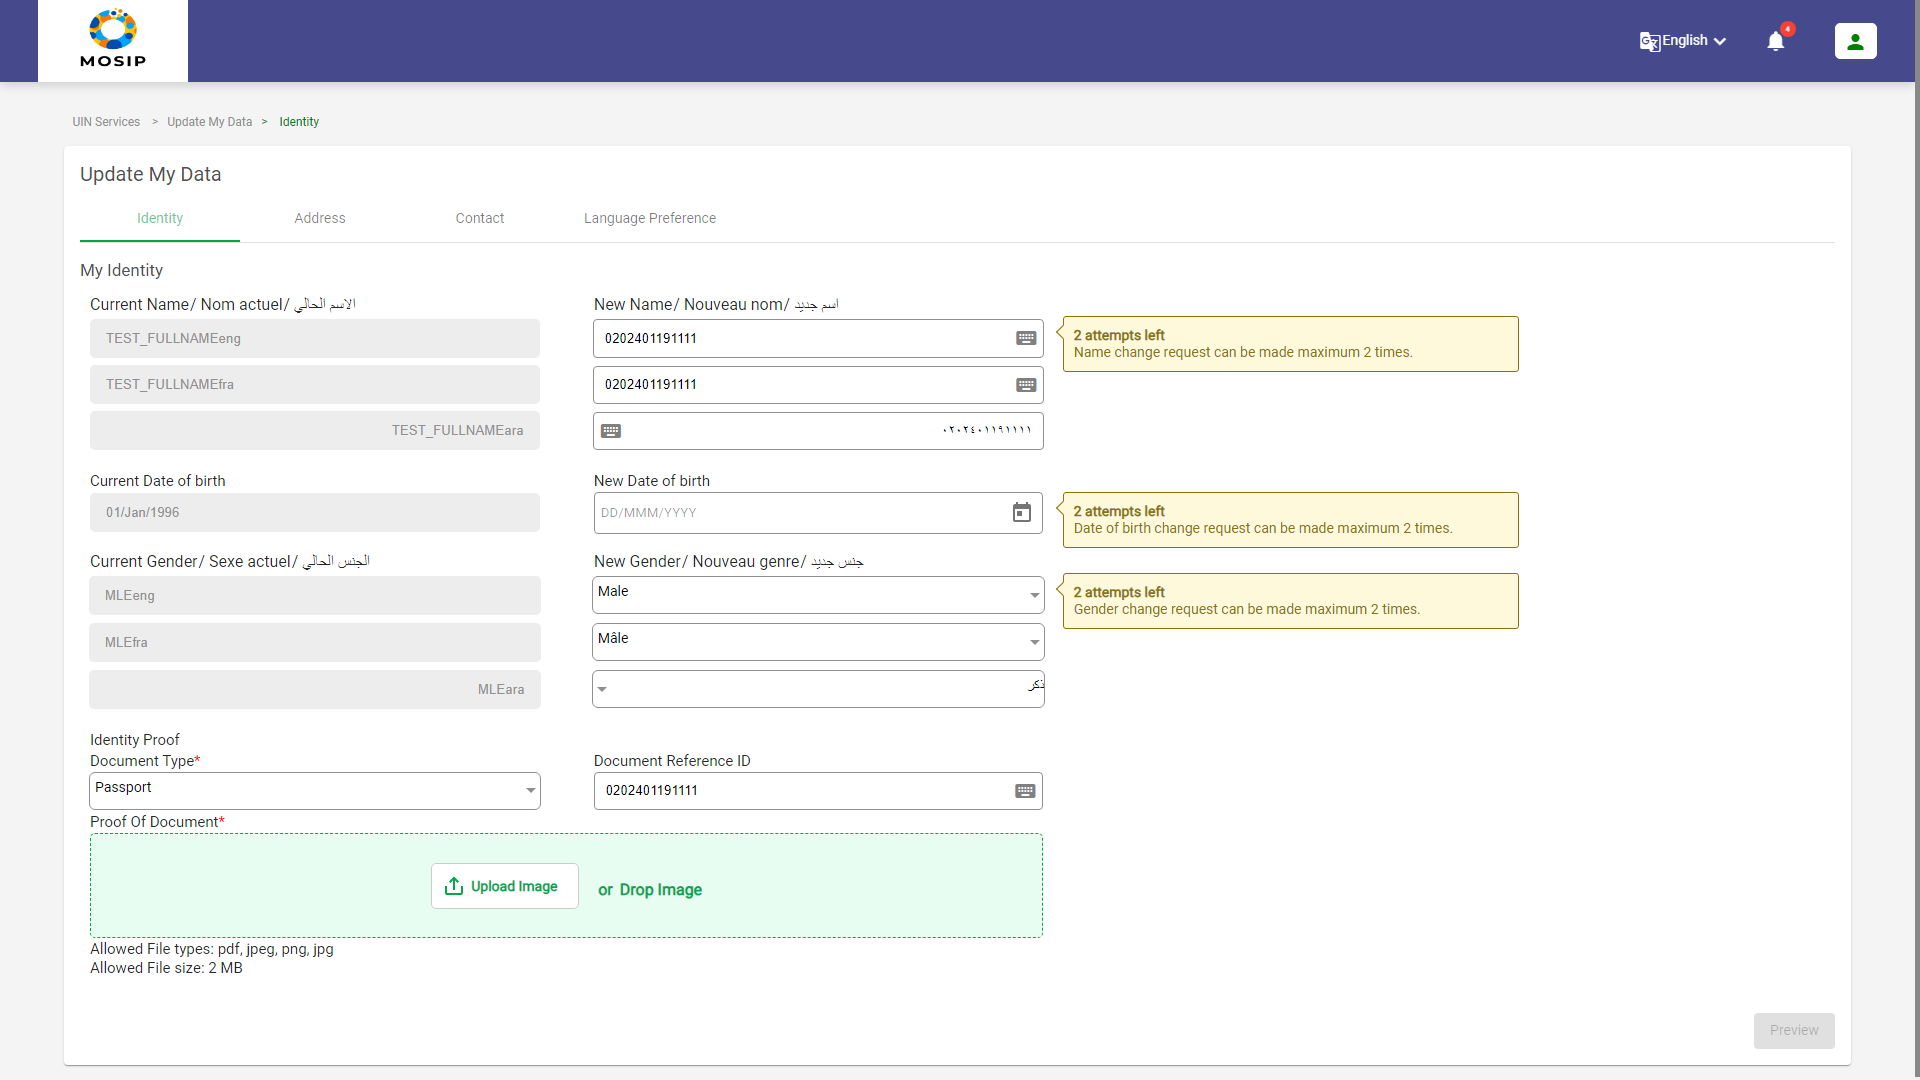 MOSIP
English
4
UIN Services > Update My Data > Identity
Update My Data
Identity
Address
Contact
Language Preference
My Identity
Current Name/ Nom actuel/ الاسم الحالي
New Name/ Nouveau nom/ اسم جديد
TEST_FULLNAMEeng
0202401191111
2 attempts left
Name change request can be made maximum 2 times.
TEST_FULLNAMEfra
0202401191111
TEST_FULLNAMEara
٠٢٠٢٤٠١١٩١١١١
Current Date of birth
New Date of birth
01/Jan/1996
DD/MMM/YYYY
2 attempts left
Date of birth change request can be made maximum 2 times.
Current Gender/ Sexe actuel/ الجنس الحالي
New Gender/ Nouveau genre/ جنس جديد
MLEeng
Male
2 attempts left
Gender change request can be made maximum 2 times.
MLEfra
Mâle
MLEara
ذكر
Identity Proof
Document Type*
Document Reference ID
Passport
0202401191111
Proof Of Document*
Upload Image
or Drop Image
Allowed File types: pdf, jpeg, png, jpg
Allowed File size: 2 MB
Preview